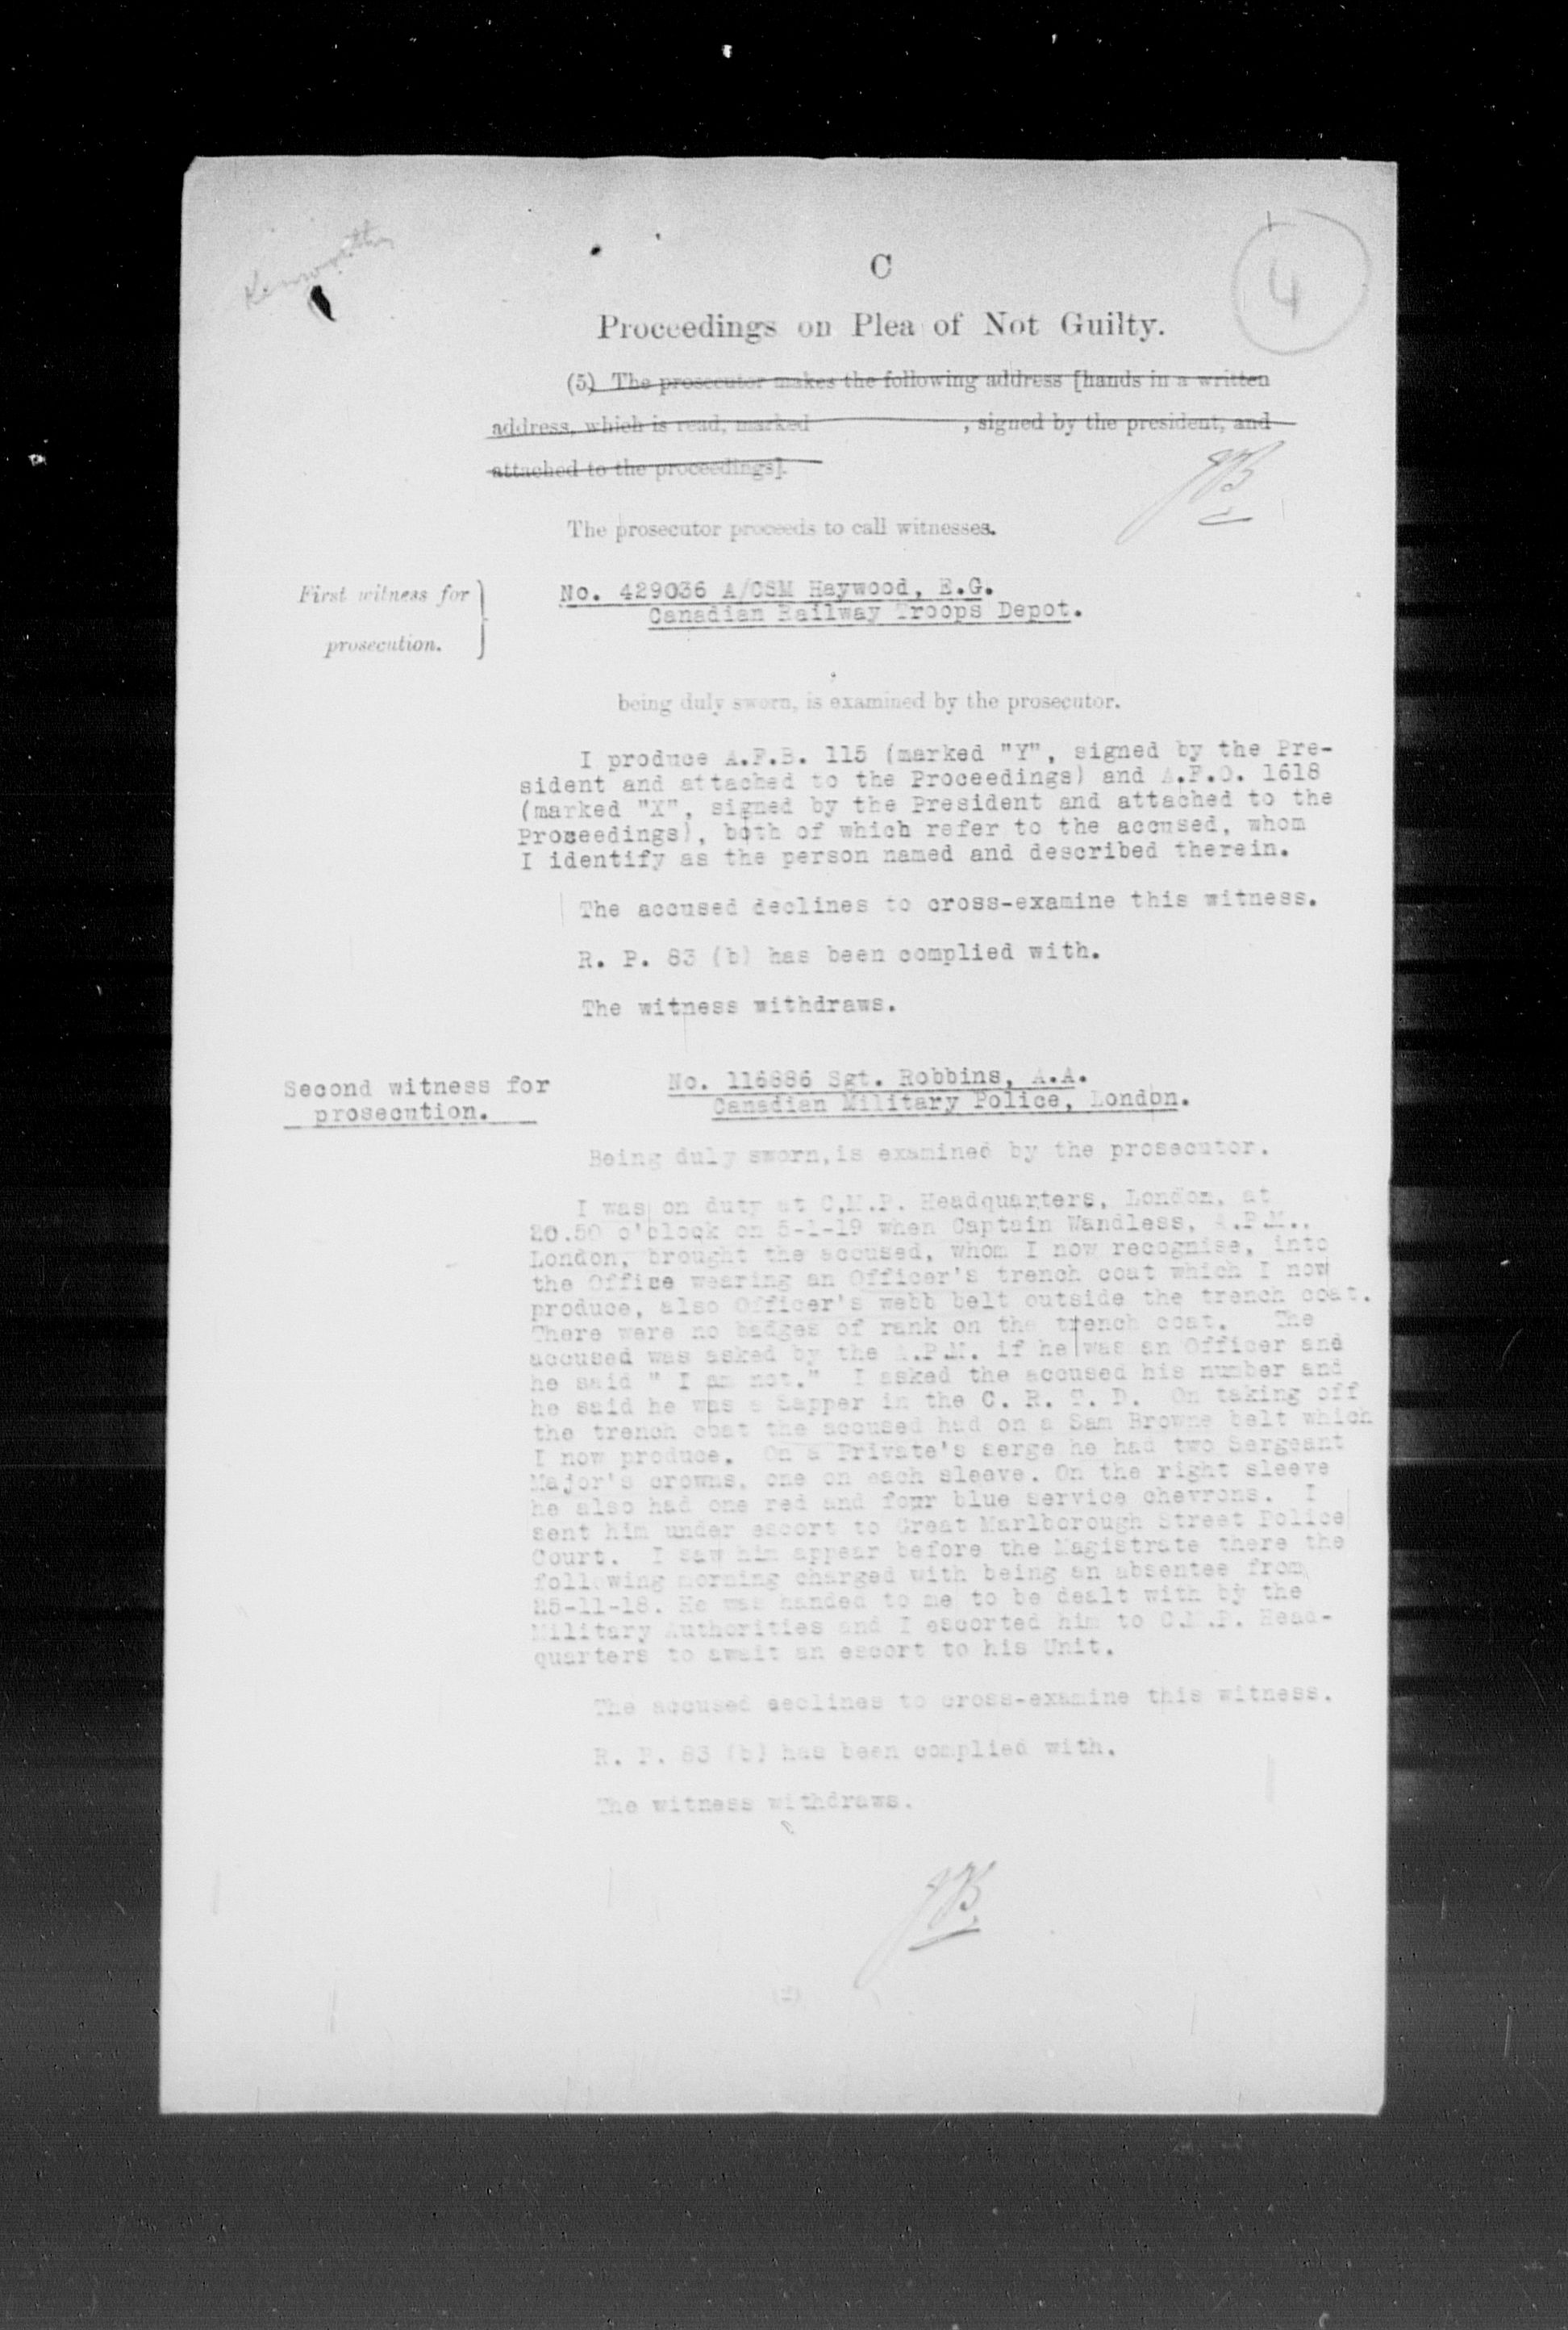 Kenworthy
4
C
Proceedings on Plea of Not Guilty.
(5) The prosecutor makes the following address [hands in a written
address, which is read, marked , signed by the president, and
attached to the proceedings].
The prosecutor proceeds to call witnesses.
First witness for
prosecution.
No. 429036 A/CSM Haywood, E.G.
Canadian Railway Troops Depot.
being duly sworn, is examined by the prosecutor.
I produce A.F.B. 115 (marked "Y", signed by the Pre-
sident and attached to the Proceedings) and A.F.O. 1618
(marked "X", signed by the President and attached to the
Proceedings), both of which refer to the accused, whom
I identify as the person named and described therein.
The accused declines to cross-examine this witness.
R. P. 83 (b) has been complied with.
The witness withdraws.
Second witness for
prosecution.
No. 116886 Sgt. Robbins, A.A.
Canadian Military Police, London.
Being duly sworn, is examined by the prosecutor.
I was on duty at C.M.P. Headquarters, London, at
20.50 o'clock on 5-1-19 when Captain Wandless, A.P.M.,
London, brought the accused, whom I now recognise, into
the Office wearing an Officer's trench coat which I now
produce, also Officer's webb belt outside the trench coat.
There were no badges of rank on the trench coat. The
accused was asked by the A.P.M. if he was an Officer and
he said " I am not." I asked the accused his number and
he said he was a Sapper in the C. R. T. D. On taking off
the trench coat the accused had on a Sam Browne belt which
I now produce. On a Private's serge he had two Sergeant
Major's crowns, one on each sleeve. On the right sleeve
he also had one red and four blue service chevrons. I
sent him under escort to Great Marlborough Street Police
Court. I saw him appear before the Magistrate there the
following morning charged with being an absentee from
25-11-18. He was handed to me to be dealt with by the
Military Authorities and I escorted him to C.M.P. Head-
quarters to await an escort to his Unit.
The accused declines to cross-examine this witness.
R. P. 83 (b) has been complied with.
The witness withdraws.
(2)